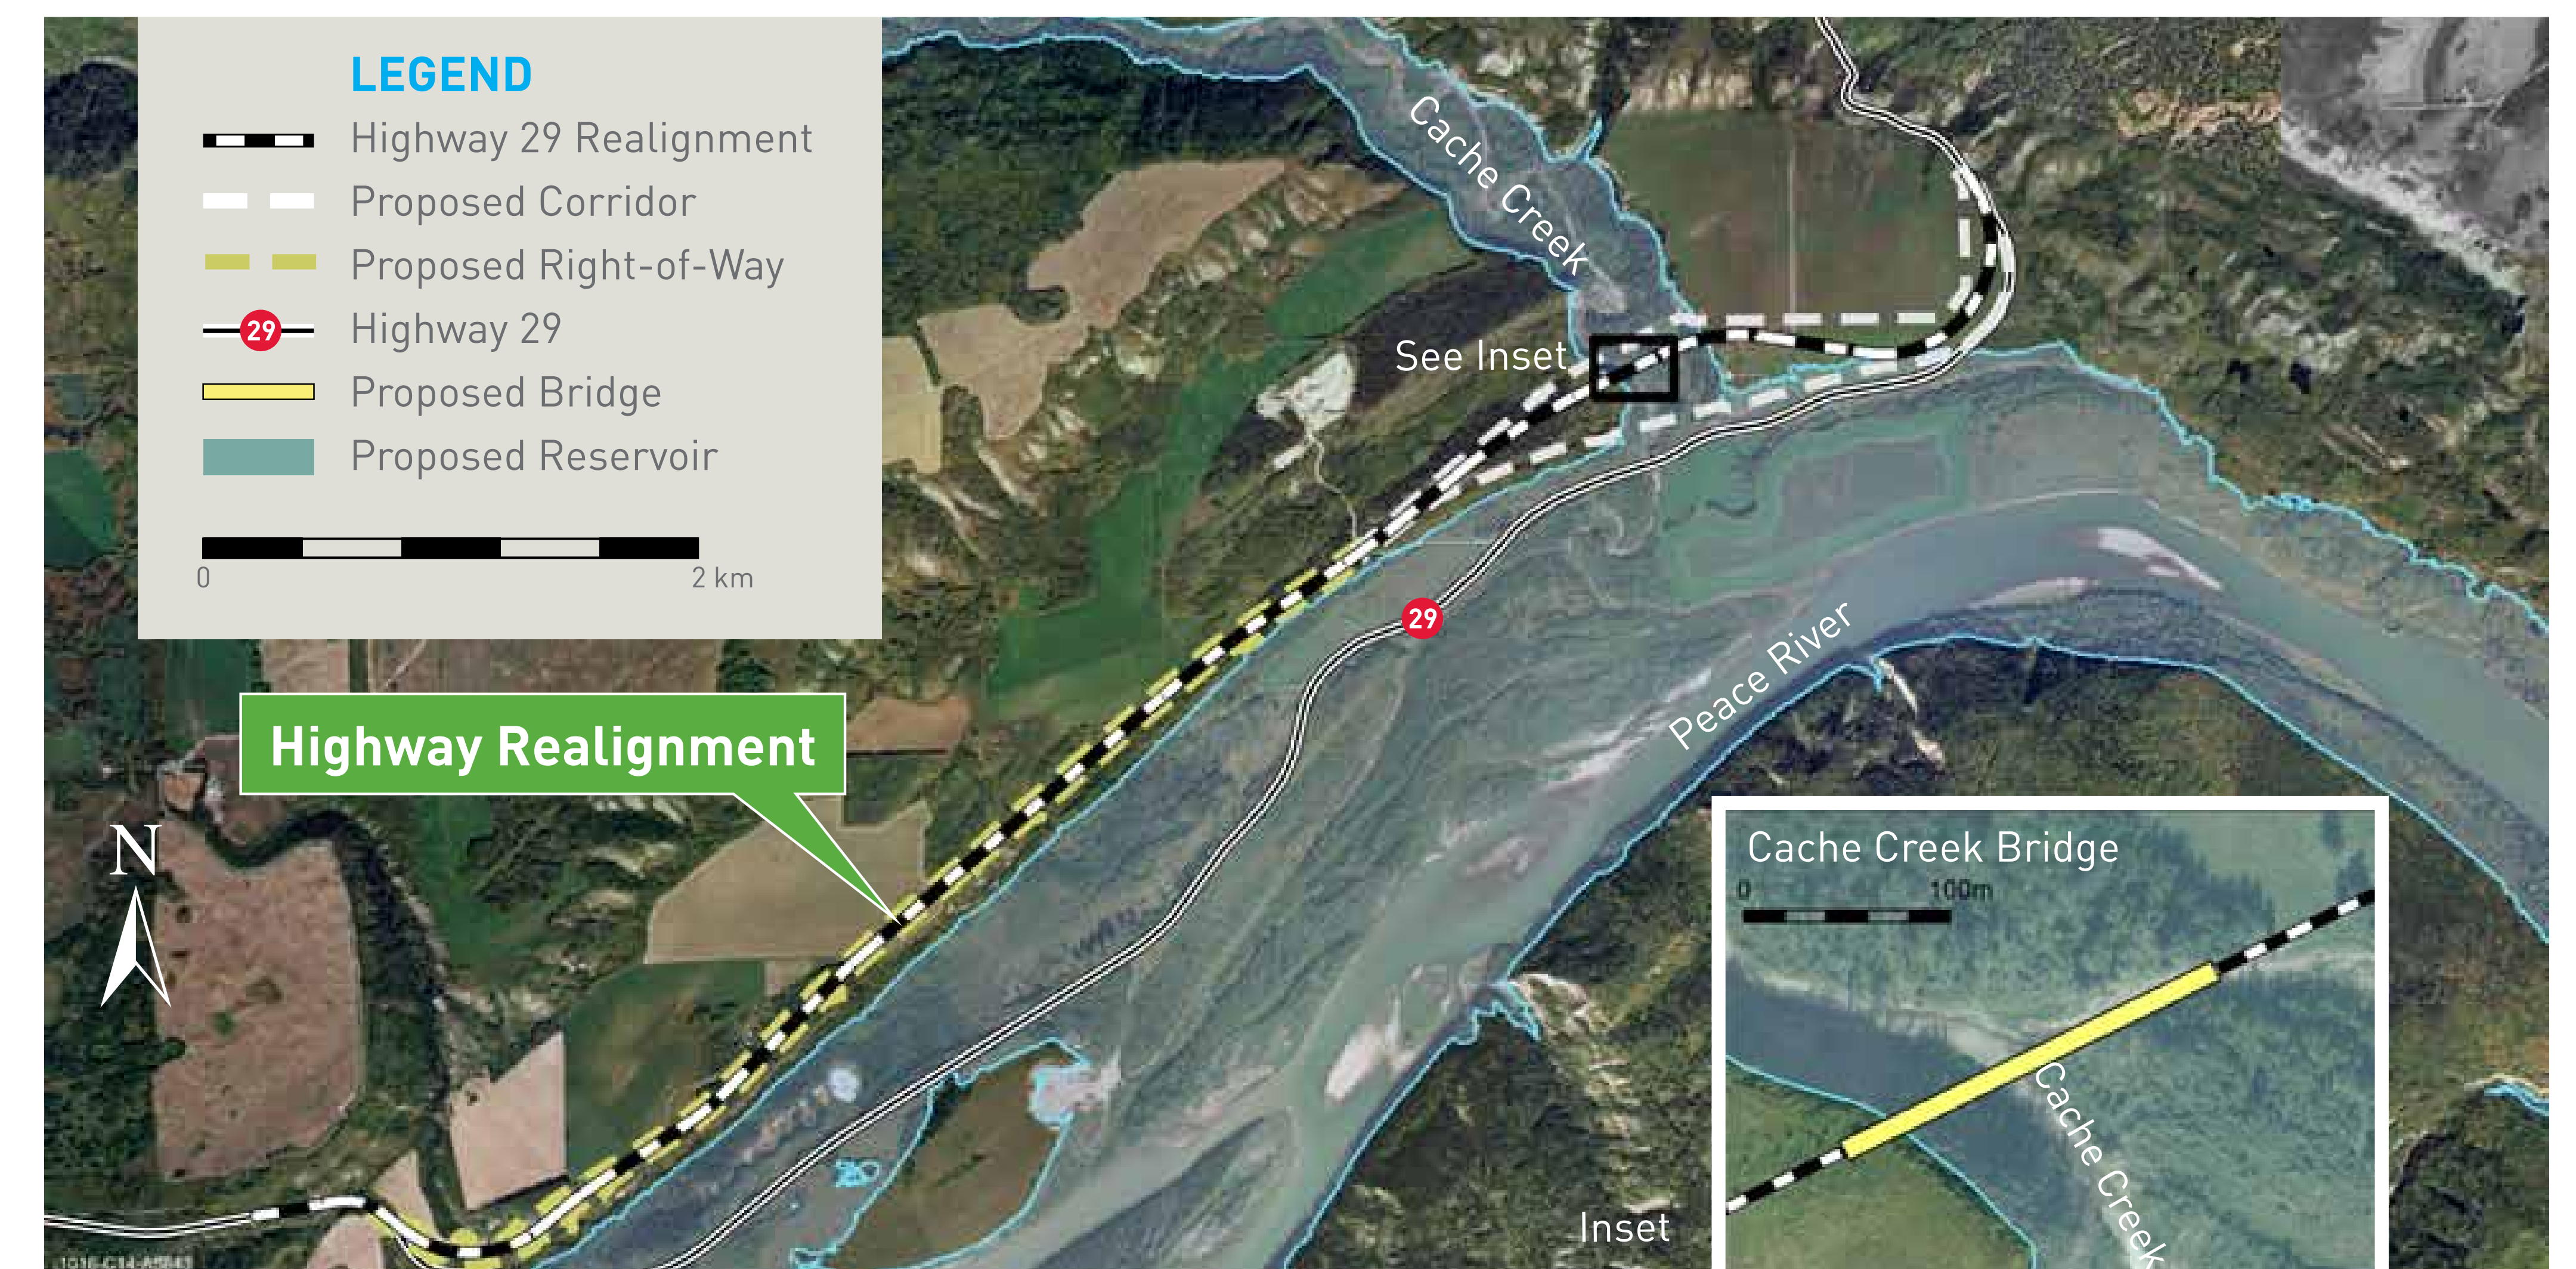 LEGEND
Highway 29 Realignment
Proposed Corridor
Proposed Right-of-Way
29 Highway 29
Proposed Bridge
Proposed Reservoir
0 2 km
Cache Creek
See Inset
29
Peace River
Highway Realignment
N
Cache Creek Bridge
0 100m
Cache Creek
Inset